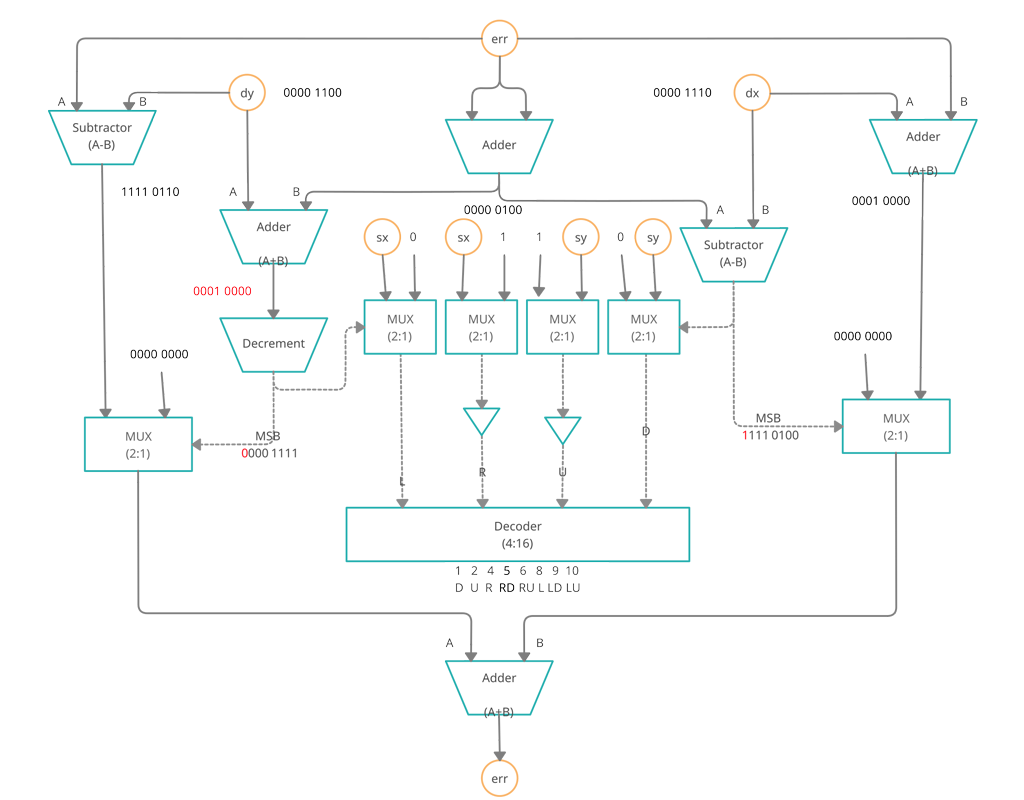 err
A
B
dy
0000 1100
0000 1110
dx
A
B
Subtractor
(A-B)
Adder
Adder
(A+B)
1111 0110
A
B
0000 0100
A
B
0001 0000
Adder
(A+B)
sx
0
sx
1
1
sy
0
sy
Subtractor
(A-B)
0001 0000
MUX
(2:1)
MUX
(2:1)
MUX
(2:1)
MUX
(2:1)
Decrement
0000 0000
0000 0000
MUX
(2:1)
MSB
0000 1111
D
MSB
1111 0100
MUX
(2:1)
L
R
U
Decoder
(4:16)
1 2 4 5 6 8 9 10
D U R RD RU L LD LU
A
B
Adder
(A+B)
err